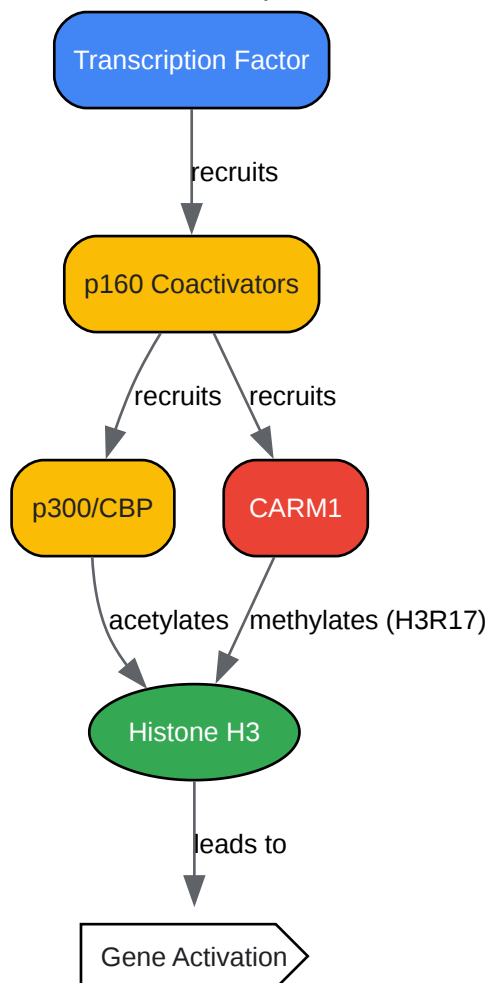 Transcription Factor
recruits
p160 Coactivators
recruits
recruits
p300/CBP
CARM1
acetylates
methylates (H3R17)
Histone H3
leads to
Gene Activation